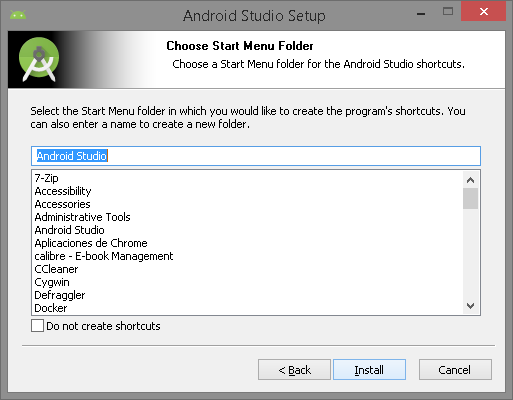 Android Studio Setup
Choose Start Menu Folder
Choose a Start Menu folder for the Android Studio shortcuts.
Select the Start Menu folder in which you would like to create the program's shortcuts. You
can also enter a name to create a new folder.
Android Studio
7-Zip
Accessibility
Accessories
Administrative Tools
Android Studio
Aplicaciones de Chrome
calibre - E-book Management
CCleaner
Cygwin
Defraggler
Docker
Do not create shortcuts
< Back
Install
Cancel